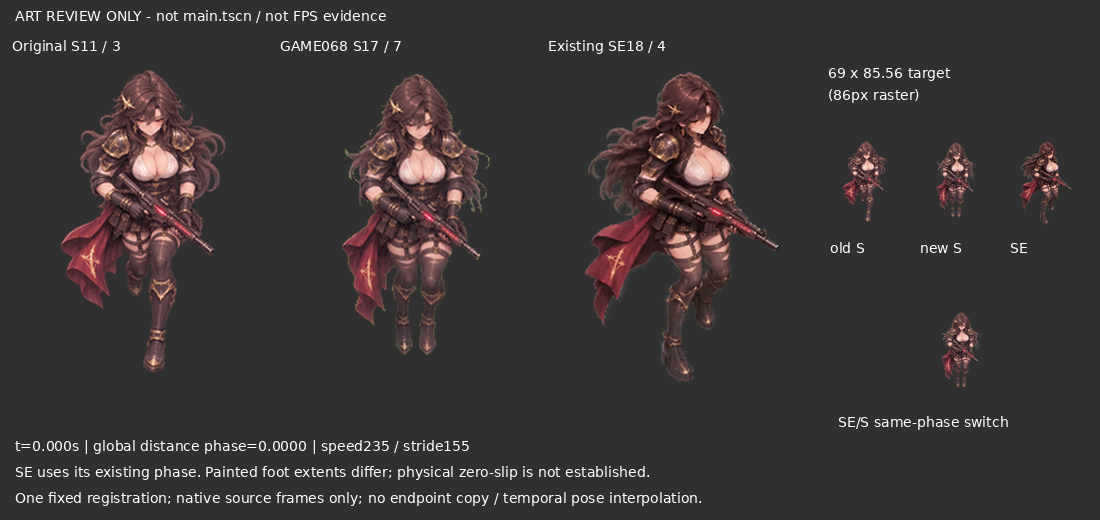 ART REVIEW ONLY - not main.tscn / not FPS evidence
Original S11 / 3
GAME068 S17 / 7
Existing SE18 / 4
69 x 85.56 target
(86px raster)
old S
new S
SE
SE/S same-phase switch
t=0.000s | global distance phase=0.0000 | speed235 / stride155
SE uses its existing phase. Painted foot extents differ; physical zero-slip is not established.
One fixed registration; native source frames only; no endpoint copy / temporal pose interpolation.